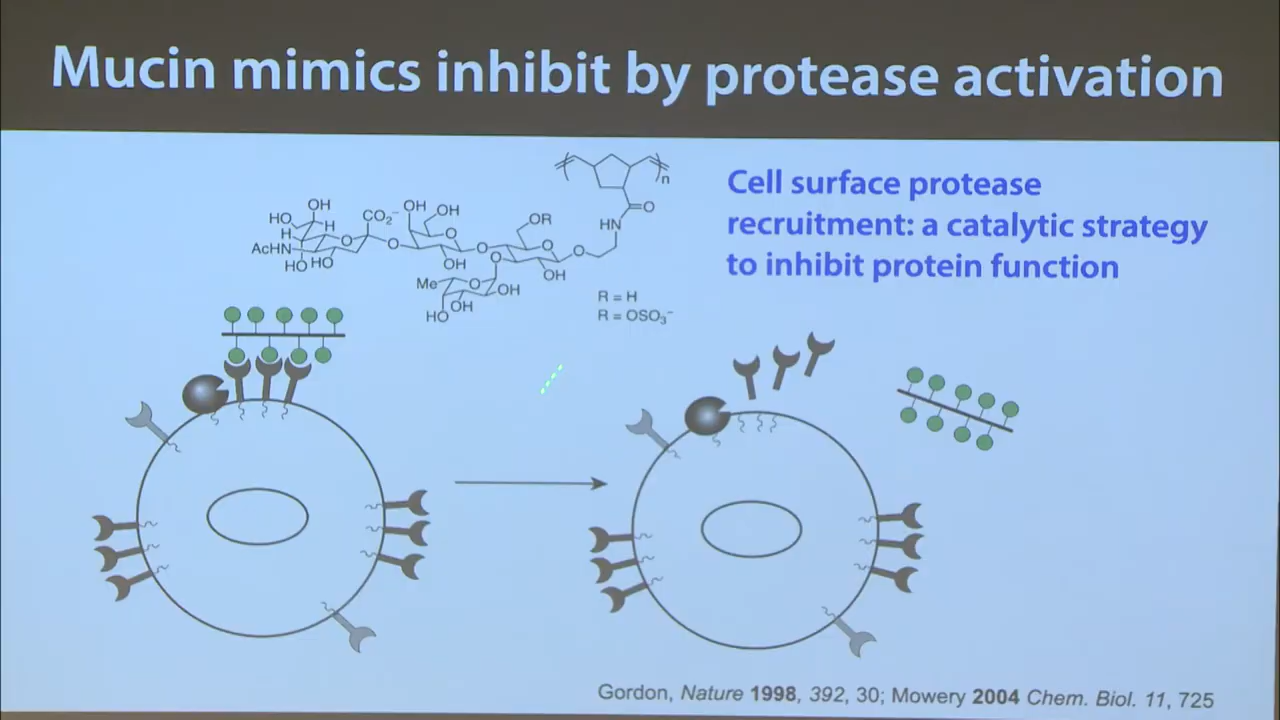 Mucin mimics inhibit by protease activation
Cell surface protease
recruitment: a catalytic strategy
to inhibit protein function
n
O
HN
OR
O
O
O
OH
O
OH
OH
OH
O
O
CO₂⁻
O
OH
HO
H
H
AcHN
HO
HO
Me
O
OH
OH
HO
R = H
R = OSO₃⁻
Gordon, Nature 1998, 392, 30; Mowery 2004 Chem. Biol. 11, 725